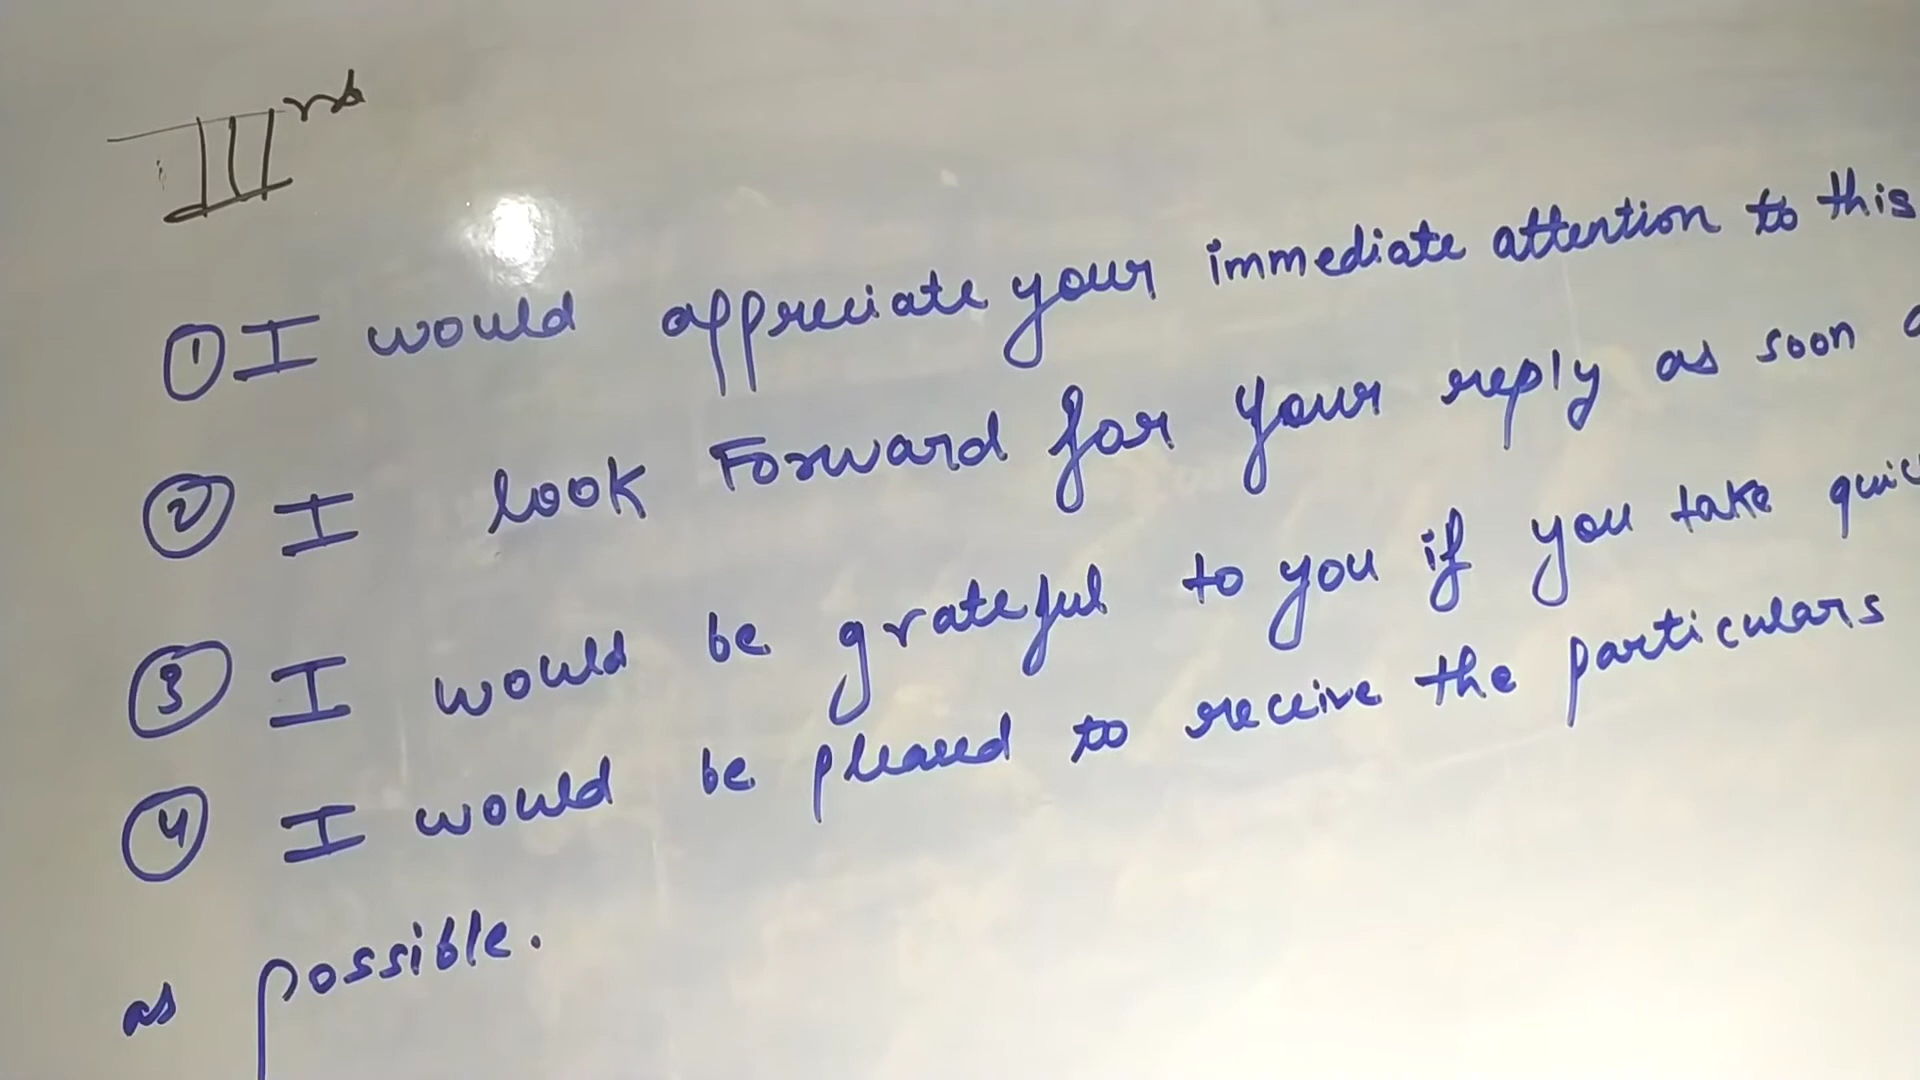 IIIrd
① I would appreciate your immediate attention to this
② I look Forward for your reply as soon
③ I would be grateful to you if you take
④ I would be pleased to receive the particulars
as possible.